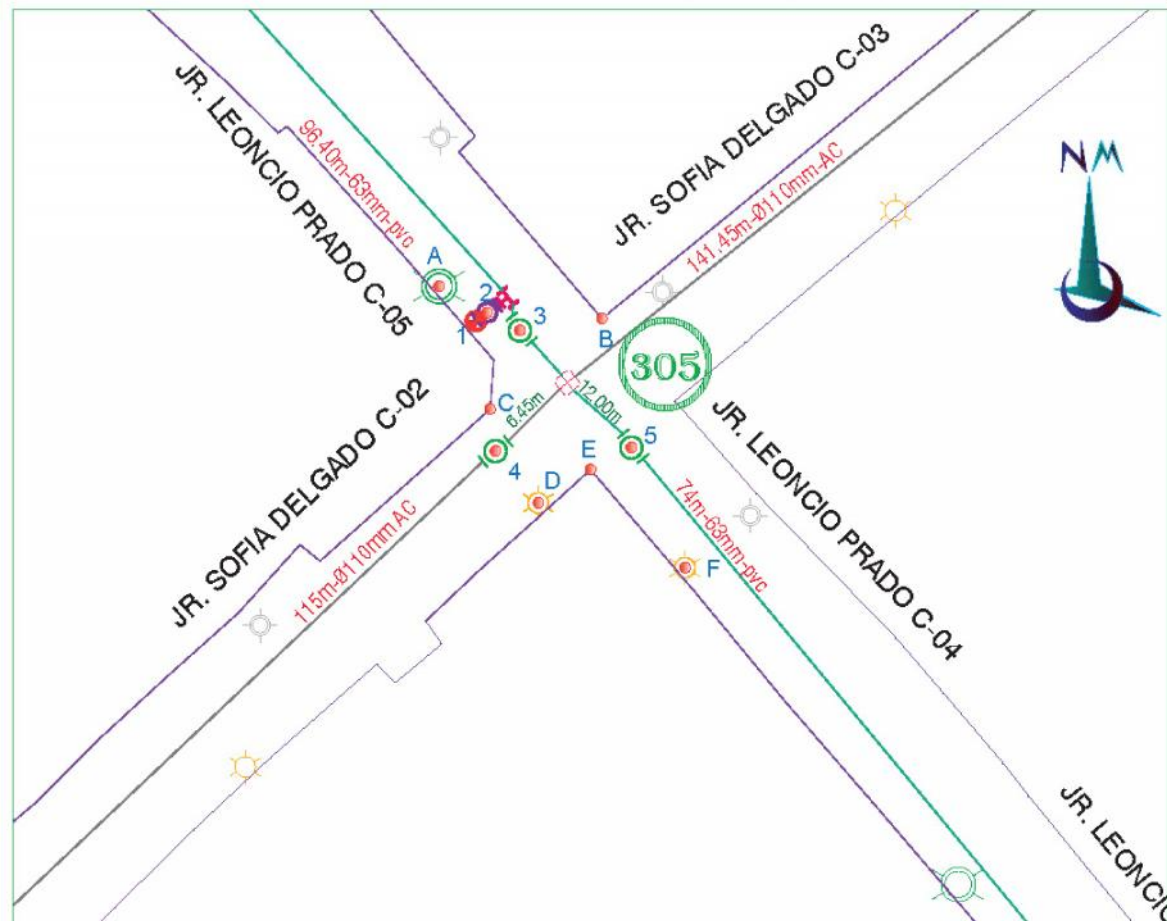 NM
JR. SOFIA DELGADO C-03
JR. LEONCIO PRADO C-05
96.40m-63mm-pvc
141.45m-Ø110mm-AC
A
2
1
3
B
305
C
6.45m
12.00m
JR. SOFIA DELGADO C-02
JR. LEONCIO PRADO C-04
4
5
E
D
74m-63mm-pvc
115m-Ø110mmAC
F
JR. LEONCIO